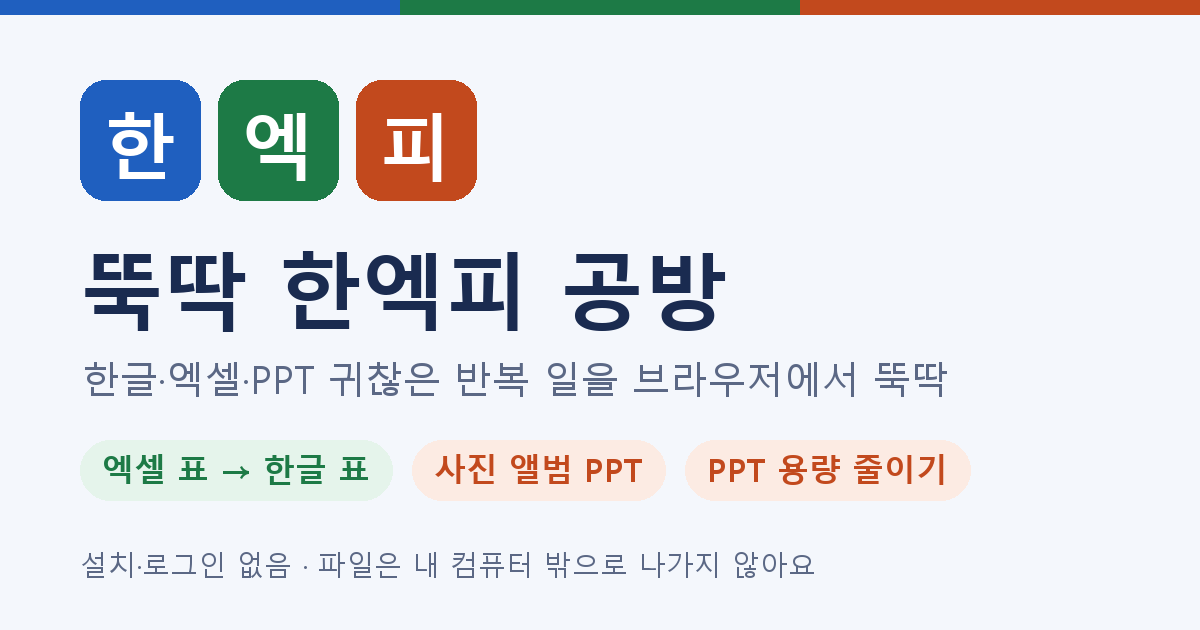 한 엑 피
뚝딱 한엑피 공방
한글·엑셀·PPT 귀찮은 반복 일을 브라우저에서 뚝딱
엑셀 표 → 한글 표 사진 앨범 PPT PPT 용량 줄이기
설치·로그인 없음 · 파일은 내 컴퓨터 밖으로 나가지 않아요